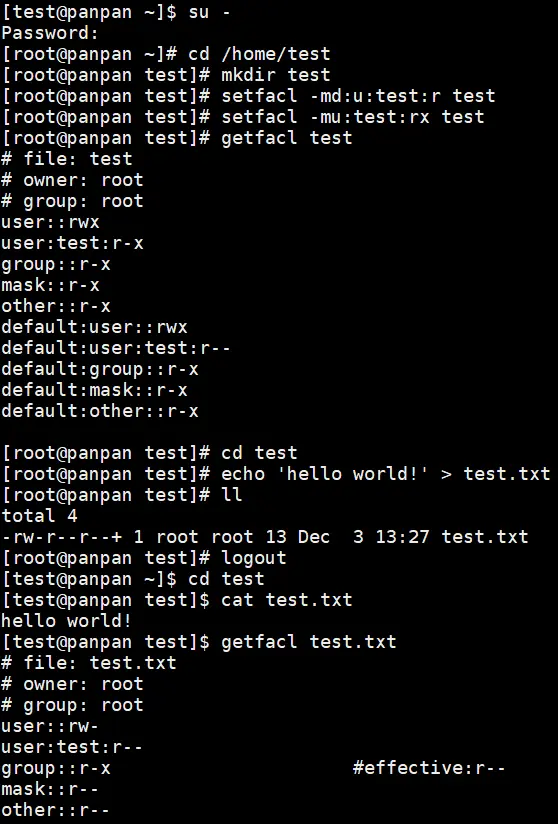 [test@panpan ~]$ su -
Password:
[root@panpan ~]# cd /home/test
[root@panpan test]# mkdir test
[root@panpan test]# setfacl -md:u:test:r test
[root@panpan test]# setfacl -mu:test:rx test
[root@panpan test]# getfacl test
# file: test
# owner: root
# group: root
user::rwx
user:test:r-x
group::r-x
mask::r-x
other::r-x
default:user::rwx
default:user:test:r--
default:group::r-x
default:mask::r-x
default:other::r-x
[root@panpan test]# cd test
[root@panpan test]# echo 'hello world!' > test.txt
[root@panpan test]# ll
total 4
-rw-r--r--+ 1 root root 13 Dec  3 13:27 test.txt
[root@panpan test]# logout
[test@panpan ~]$ cd test
[test@panpan test]$ cat test.txt
hello world!
[test@panpan test]$ getfacl test.txt
# file: test.txt
# owner: root
# group: root
user::rw-
user:test:r--
group::r-x                      #effective:r--
mask::r--
other::r--